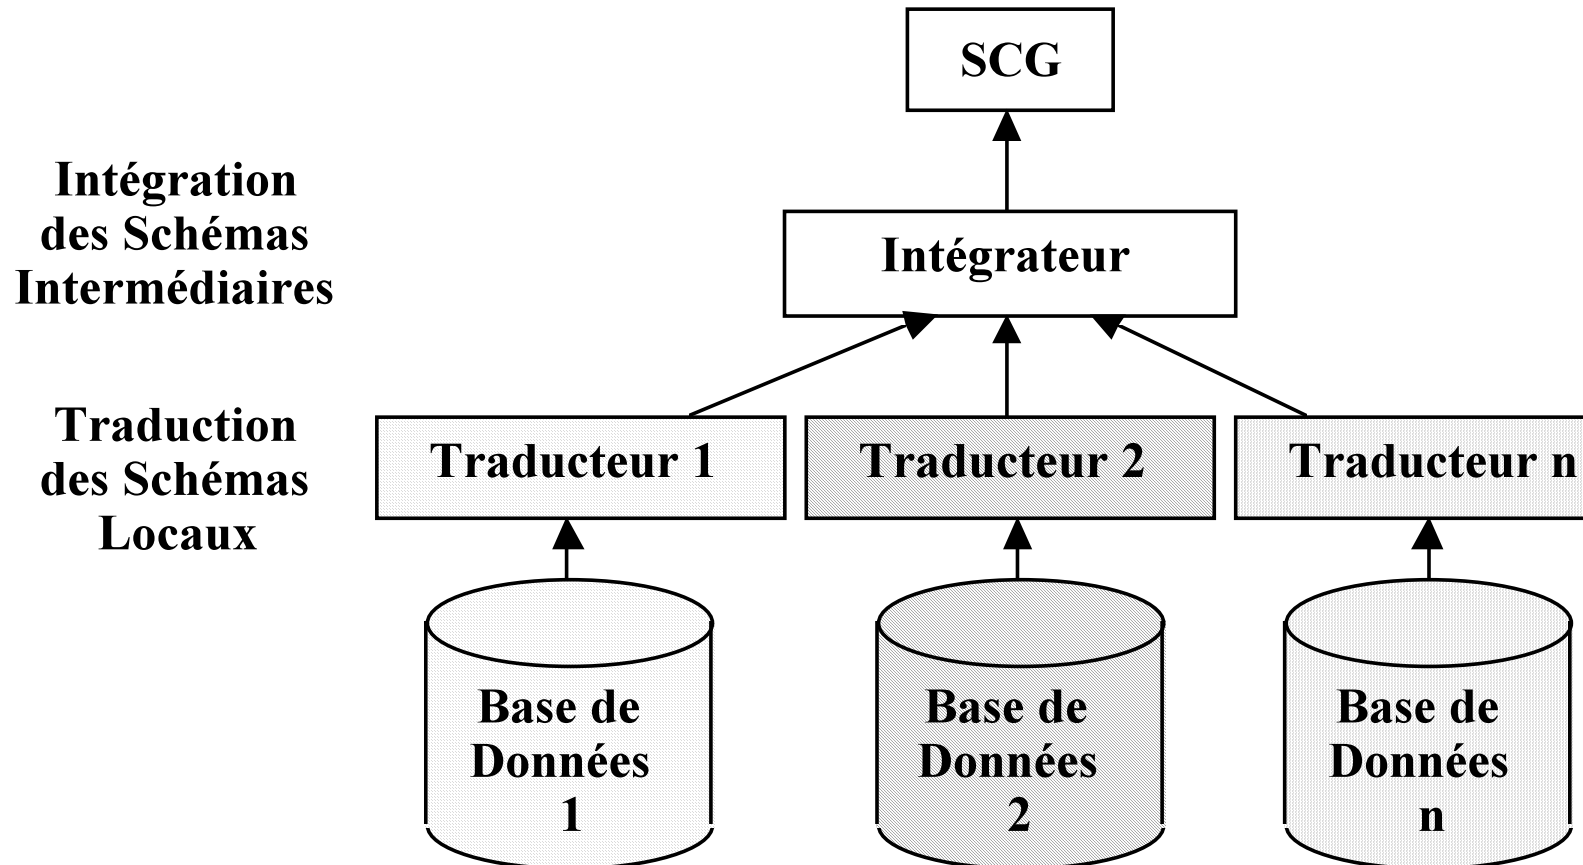 SCG
Intégration
des Schémas
Intermédiaires
Intégrateur
Traduction
des Schémas
Locaux
Traducteur 1
Traducteur 2
Traducteur n
Base de
Données
1
Base de
Données
2
Base de
Données
n